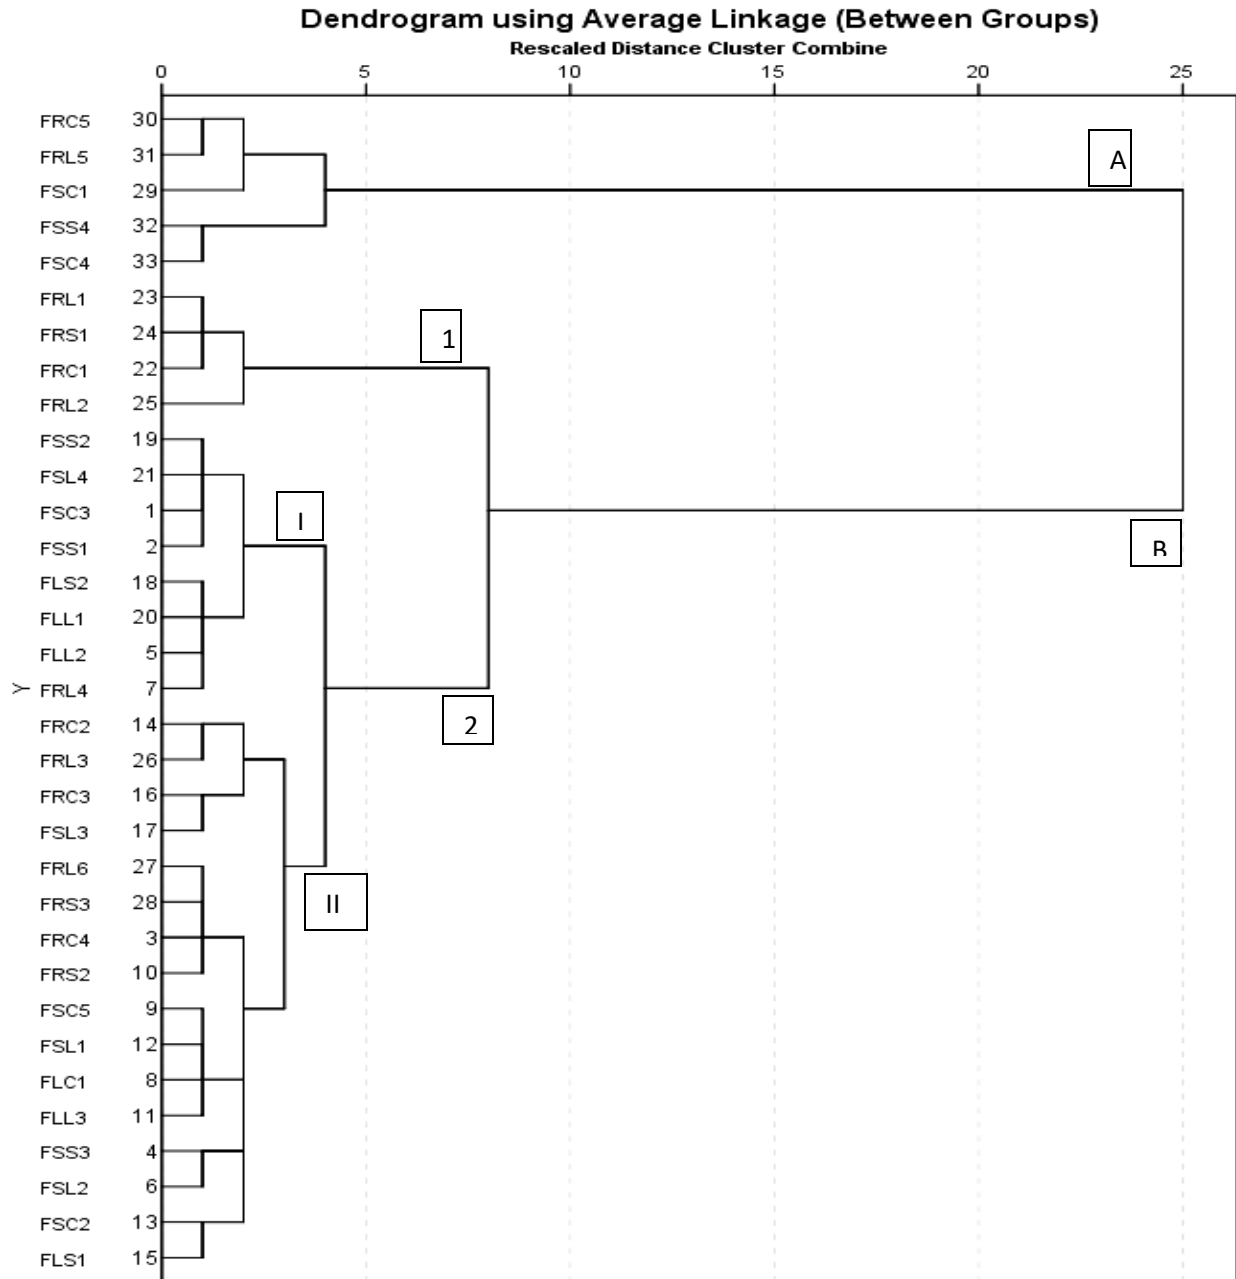 Dendrogram using Average Linkage (Between Groups)
Rescaled Distance Cluster Combine
0 5 10 15 20 25
FRC5 30
A
FRL5 31
FSC1 29
FSS4 32
FSC4 33
FRL1 23
FRS1 24
1
FRC1 22
FRL2 25
FSS2 19
FSL4 21
FSC3 1
I
FSS1 2
B
FLS2 18
FLL1 20
FLL2 5
Y FRL4 7
FRC2 14
2
FRL3 26
FRC3 16
FSL3 17
FRL6 27
FRS3 28
II
FRC4 3
FRS2 10
FSC5 9
FSL1 12
FLC1 8
FLL3 11
FSS3 4
FSL2 6
FSC2 13
FLS1 15